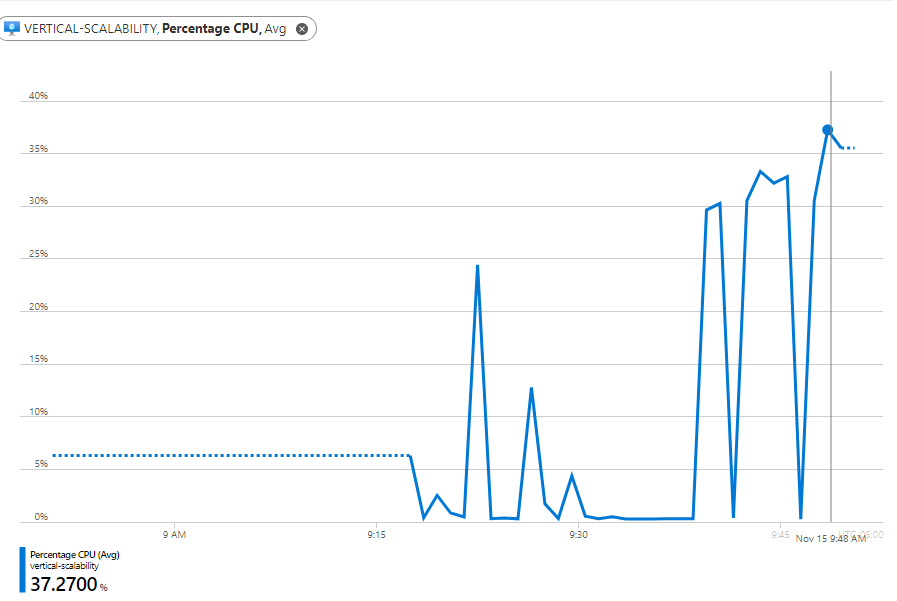 VERTICAL-SCALABILITY, Percentage CPU, Avg
40%
35%
30%
25%
20%
15%
10%
5%
0%
9 AM
9:15
9:30
9:45
Nov 15 9:48 AM
Percentage CPU (Avg)
vertical-scalability
37.2700 %